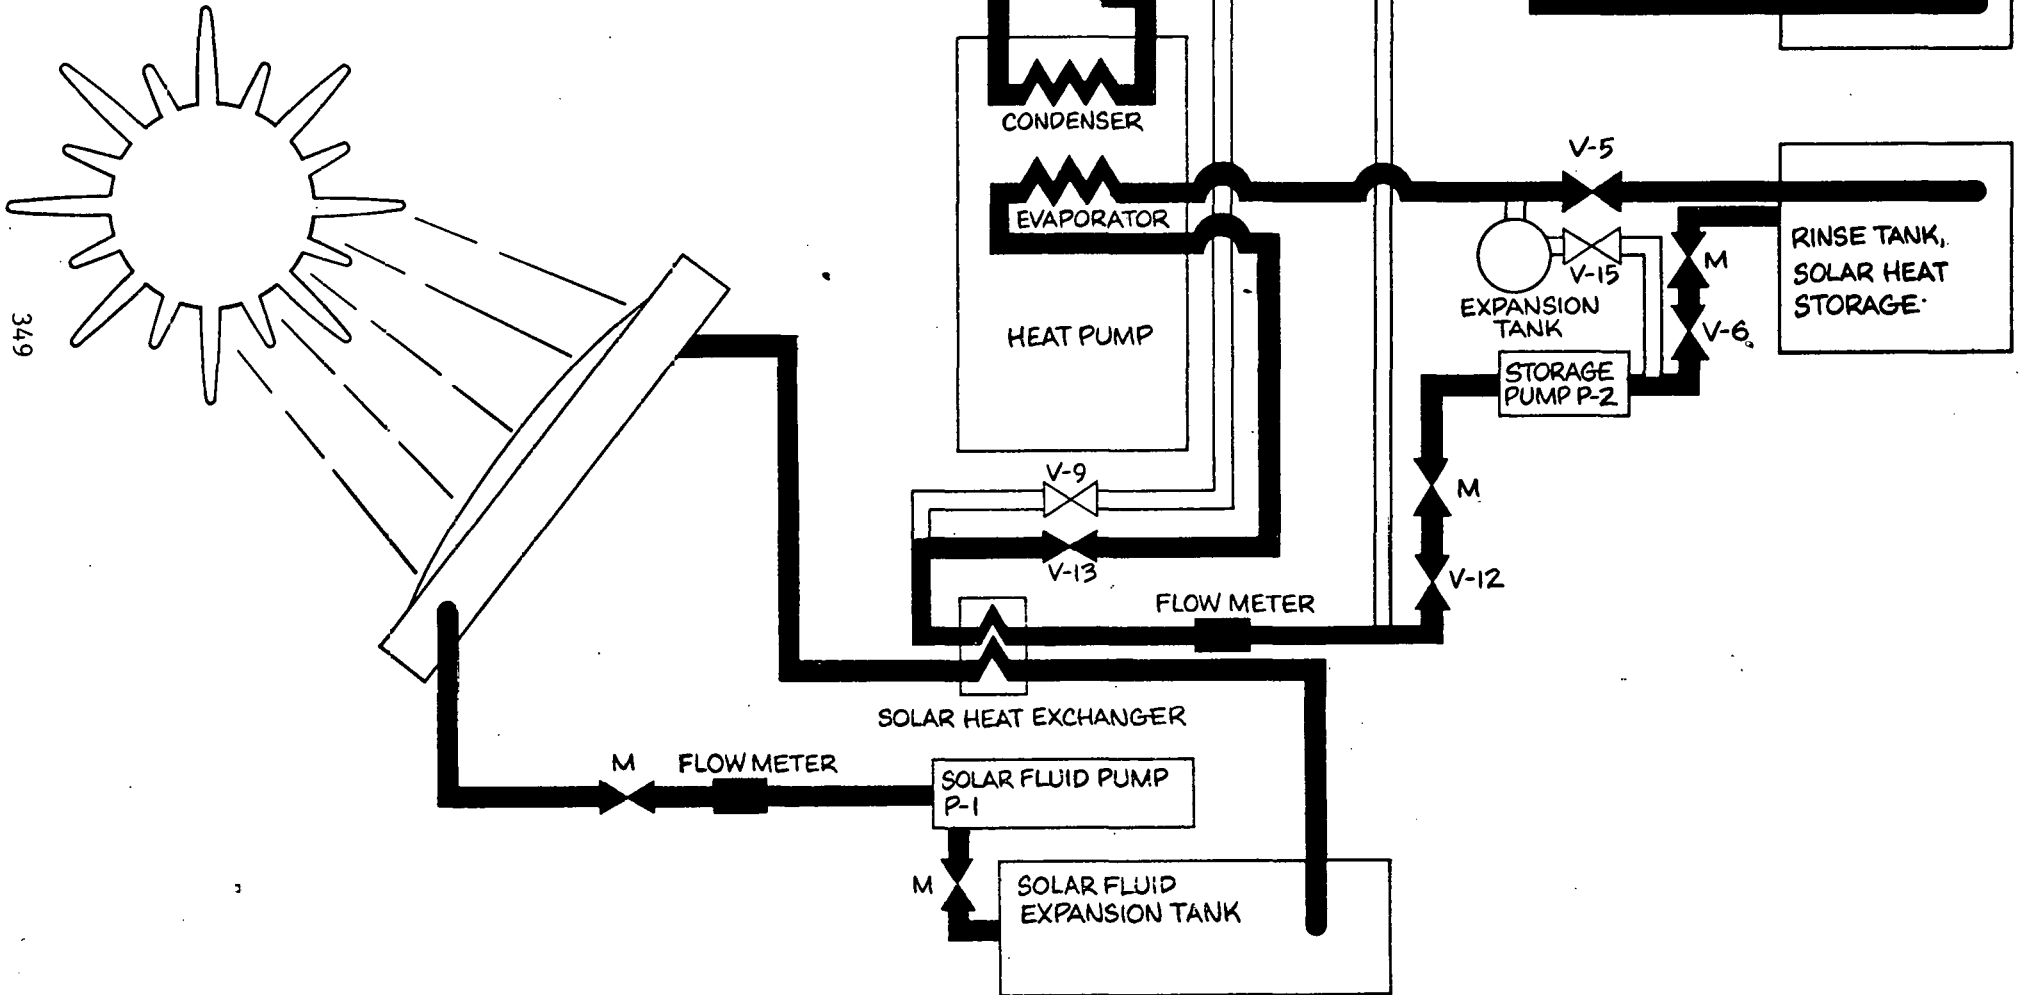 CONDENSER
V-5
EVAPORATOR
RINSE TANK,
SOLAR HEAT
STORAGE
M
V-15
EXPANSION
TANK
V-6
HEAT PUMP
349
STORAGE
PUMP P-2
V-9
M
V-13
V-12
FLOW METER
SOLAR HEAT EXCHANGER
M
FLOW METER
SOLAR FLUID PUMP
P-1
M
SOLAR FLUID
EXPANSION TANK